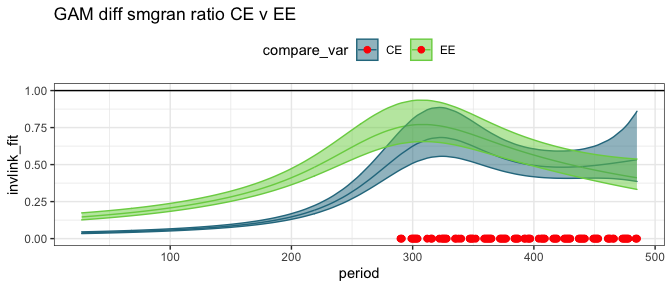 GAM diff smgran ratio CE v EE
compare_var CE EE
1.00
0.75
0.50
0.25
0.00
invlink_fit
100 200 300 400 500
period